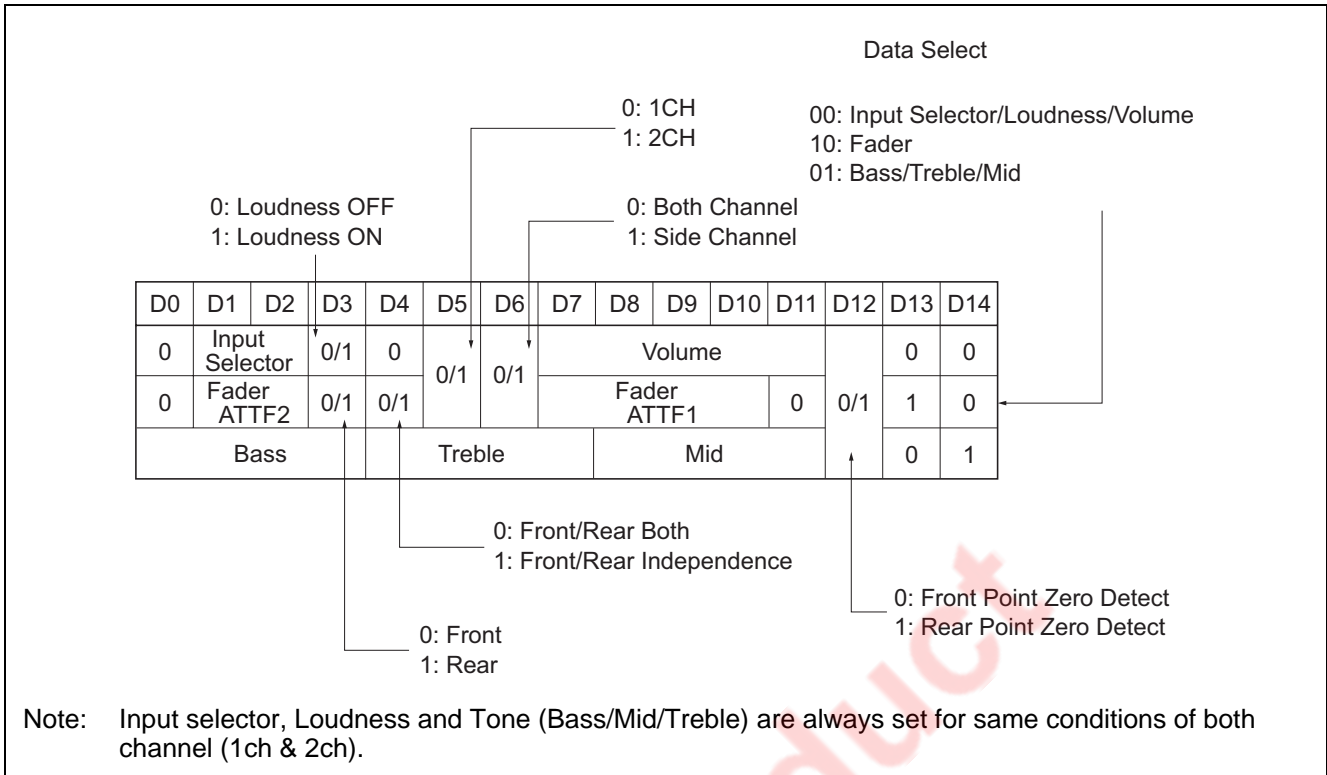 Data Select
0: 1CH
1: 2CH
00: Input Selector/Loudness/Volume
10: Fader
01: Bass/Treble/Mid
0: Loudness OFF
1: Loudness ON
0: Both Channel
1: Side Channel
D0 D1 D2 D3 D4 D5 D6 D7 D8 D9 D10 D11 D12 D13 D14
0 Input Selector 0/1 0 0/1 0/1 Volume 0/1 0 0
0 Fader ATTF2 0/1 0/1 Fader ATTF1 0 1 0
Bass Treble Mid 0 1
0: Front/Rear Both
1: Front/Rear Independence
0: Front Point Zero Detect
1: Rear Point Zero Detect
0: Front
1: Rear
Note: Input selector, Loudness and Tone (Bass/Mid/Treble) are always set for same conditions of both
channel (1ch & 2ch).